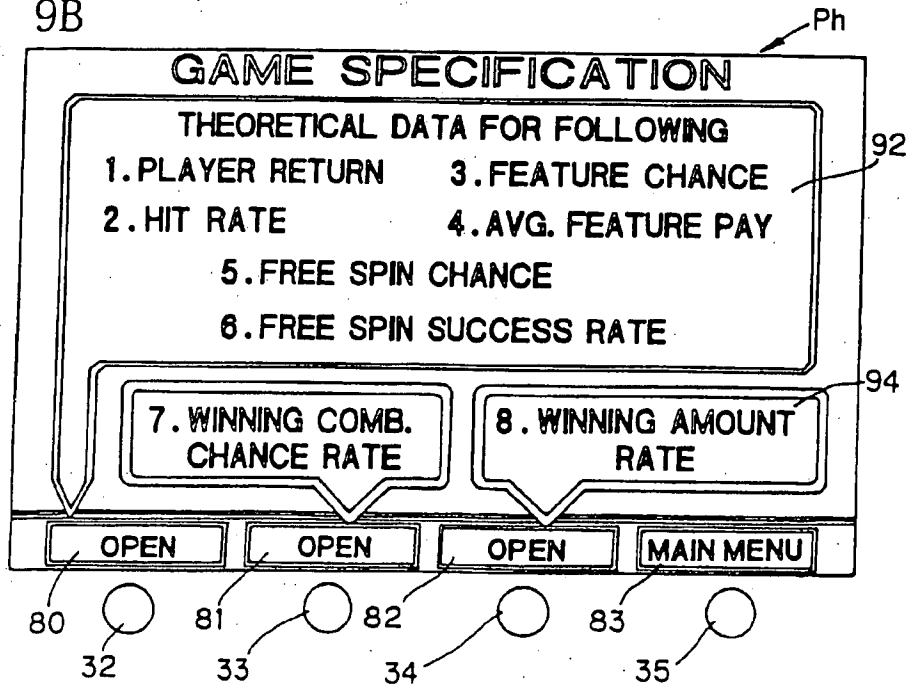 9B
Ph
GAME SPECIFICATION
THEORETICAL DATA FOR FOLLOWING
92
1. PLAYER RETURN 3. FEATURE CHANCE
2. HIT RATE 4. AVG. FEATURE PAY
5. FREE SPIN CHANCE
6. FREE SPIN SUCCESS RATE
94
7. WINNING COMB.
CHANCE RATE
8. WINNING AMOUNT
RATE
OPEN OPEN OPEN MAIN MENU
80 81 82 83
32 33 34 35